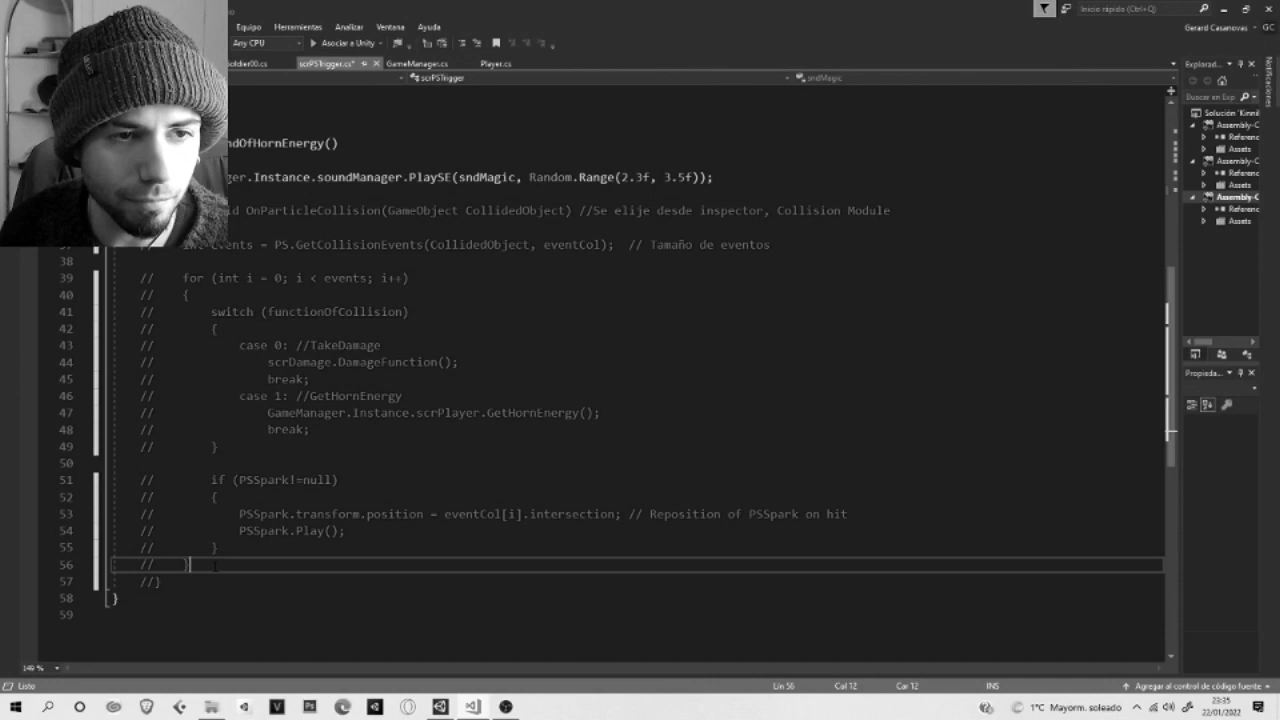 Equipo Herramientas Analizar Ventana Ayuda
Inicio rápido (Ctrl+Q)
Any CPU
Asociar a Unity
Gerard Casanovas GC
oldier00.cs scrPSTrigger.cs* GameManager.cs Player.cs
scrPSTrigger sndMagic
Explorad...
Notificaciones
Buscar en Exp
Solución 'Kinni
Assembly-C
Referenc
Assets
Assembly-C
Referenc
Assets
Assembly-C
Referenc
Assets
Propieda...
ndOfHornEnergy()
ger.Instance.soundManager.PlaySE(sndMagic, Random.Range(2.3f, 3.5f));
id OnParticleCollision(GameObject CollidedObject) //Se elije desde inspector, Collision Module
// int events = PS.GetCollisionEvents(CollidedObject, eventCol); // Tamaño de eventos
38
39 // for (int i = 0; i < events; i++)
40 // {
41 // switch (functionOfCollision)
42 // {
43 // case 0: //TakeDamage
44 // scrDamage.DamageFunction();
45 // break;
46 // case 1: //GetHornEnergy
47 // GameManager.Instance.scrPlayer.GetHornEnergy();
48 // break;
49 // }
50
51 // if (PSSpark!=null)
52 // {
53 // PSSpark.transform.position = eventCol[i].intersection; // Reposition of PSSpark on hit
54 // PSSpark.Play();
55 // }
56 // }
57 //}
58 }
59
149 %
Listo Lín 56 Col 12 Car 12 INS Agregar al control de código fuente
1°C Mayorm. soleado
23:35
22/01/2022